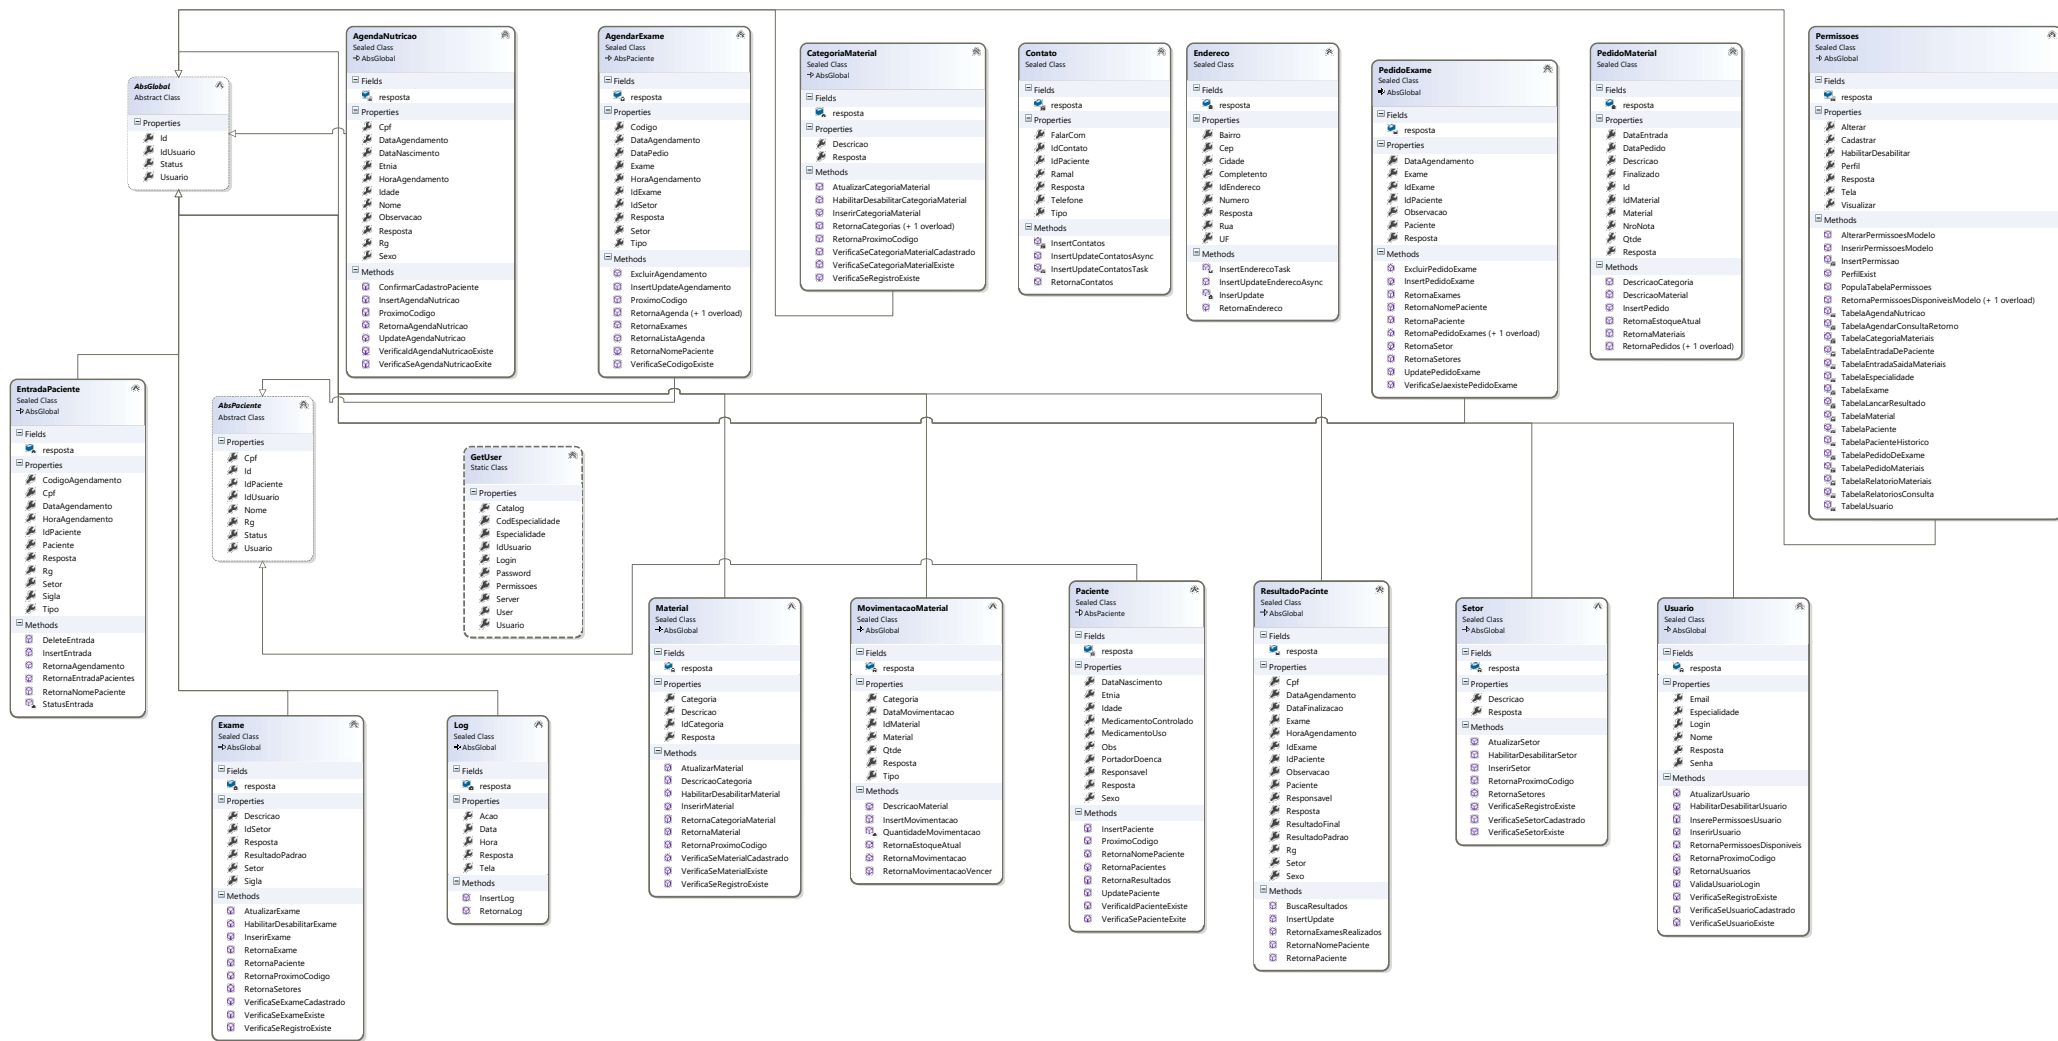 AgendaNutricao
Sealed Class
AbsGlobal
Fields
resposta
Properties
Cpf
DataAgendamento
DataNascimento
Etnia
HoraAgendamento
Idade
Nome
Observacao
Resposta
Rg
Sexo
Methods
ConfirmarCadastroPaciente
InsertAgendaNutricao
ProximoCodigo
RetornaAgendaNutricao
UpdateAgendaNutricao
VerificaIdAgendaNutricaoExiste
VerificaSeAgendaNutricaoExite
AgendarExame
Sealed Class
AbsPaciente
Fields
resposta
Properties
Codigo
DataAgendamento
DataPedio
Exame
HoraAgendamento
IdExame
IdSetor
Resposta
Setor
Tipo
Methods
ExcluirAgendamento
InsertUpdateAgendamento
ProximoCodigo
RetornaAgenda (+ 1 overload)
RetornaExames
RetornaListaAgenda
RetornaNomePaciente
VerificaSeCodigoExiste
CategoriaMaterial
Sealed Class
AbsGlobal
Fields
resposta
Properties
Descricao
Resposta
Methods
AtualizarCategoriaMaterial
HabilitarDesabilitarCategoriaMaterial
InserirCategoriaMaterial
RetornaCategorias (+ 1 overload)
RetornaProximoCodigo
VerificaSeCategoriaMaterialCadastrado
VerificaSeCategoriaMaterialExiste
VerificaSeRegistroExiste
Contato
Sealed Class
Fields
resposta
Properties
FalarCom
IdContato
IdPaciente
Ramal
Resposta
Telefone
Tipo
Methods
InsertContatos
InsertUpdateContatosAsync
InsertUpdateContatosTask
RetornaContatos
Endereco
Sealed Class
Fields
resposta
Properties
Bairro
Cep
Cidade
Completento
IdEndereco
Numero
Resposta
Rua
UF
Methods
InsertEnderecoTask
InsertUpdateEnderecoAsync
InserUpdate
RetornaEndereco
PedidoExame
Sealed Class
AbsGlobal
Fields
resposta
Properties
DataAgendamento
Exame
IdExame
IdPaciente
Observacao
Paciente
Resposta
Methods
ExcluirPedidoExame
InsertPedidoExame
RetornaExames
RetornaNomePaciente
RetornaPaciente
RetornaPedidoExames (+ 1 overload)
RetornaSetor
RetornaSetores
UpdatePedidoExame
VerificaSeJaexistePedidoExame
PedidoMaterial
Sealed Class
Fields
resposta
Properties
DataEntrada
DataPedido
Descricao
Finalizado
Id
IdMaterial
Material
NroNota
Qtde
Resposta
Methods
DescricaoCategoria
DescricaoMaterial
InsertPedido
RetornaEstoqueAtual
RetornaMateriais
RetornaPedidos (+ 1 overload)
Permissoes
Sealed Class
AbsGlobal
Fields
resposta
Properties
Alterar
Cadastrar
HabilitarDesabilitar
Perfil
Resposta
Tela
Visualizar
Methods
AlterarPermissoesModelo
InserirPermissoesModelo
InsertPermissao
PerfilExist
PopulaTabelaPermissoes
RetornaPermissoesDisponiveisModelo (+ 1 overload)
TabelaAgendaNutricao
TabelaAgendarConsultaRetorno
TabelaCategoriaMateriais
TabelaEntradaDePaciente
TabelaEntradaSaidaMateriais
TabelaEspecialidade
TabelaExame
TabelaLancarResultado
TabelaMaterial
TabelaPaciente
TabelaPacienteHistorico
TabelaPedidoDeExame
TabelaPedidoMateriais
TabelaRelatorioMateriais
TabelaRelatoriosConsulta
TabelaUsuario
AbsGlobal
Abstract Class
Properties
Id
IdUsuario
Status
Usuario
EntradaPaciente
Sealed Class
AbsGlobal
Fields
resposta
Properties
CodigoAgendamento
Cpf
DataAgendamento
HoraAgendamento
IdPaciente
Paciente
Resposta
Rg
Setor
Sigla
Tipo
Methods
DeleteEntrada
InsertEntrada
RetornaAgendamento
RetornaEntradaPacientes
RetornaNomePaciente
StatusEntrada
AbsPaciente
Abstract Class
Properties
Cpf
Id
IdPaciente
IdUsuario
Nome
Rg
Status
Usuario
GetUser
Static Class
Properties
Catalog
CodEspecialidade
Especialidade
IdUsuario
Login
Password
Permissoes
Server
User
Usuario
Exame
Sealed Class
AbsGlobal
Fields
resposta
Properties
Descricao
IdSetor
Resposta
ResultadoPadrao
Setor
Sigla
Methods
AtualizarExame
HabilitarDesabilitarExame
InserirExame
RetornaExame
RetornaPaciente
RetornaProximoCodigo
RetornaSetores
VerificaSeExameCadastrado
VerificaSeExameExiste
VerificaSeRegistroExiste
Log
Sealed Class
AbsGlobal
Fields
resposta
Properties
Acao
Data
Hora
Resposta
Tela
Methods
InsertLog
RetornaLog
Material
Sealed Class
AbsGlobal
Fields
resposta
Properties
Categoria
Descricao
IdCategoria
Resposta
Methods
AtualizarMaterial
DescricaoCategoria
HabilitarDesabilitarMaterial
InserirMaterial
RetornaCategoriaMaterial
RetornaMaterial
RetornaProximoCodigo
VerificaSeMaterialCadastrado
VerificaSeMaterialExiste
VerificaSeRegistroExiste
MovimentacaoMaterial
Sealed Class
AbsGlobal
Fields
resposta
Properties
Categoria
DataMovimentacao
IdMaterial
Material
Qtde
Resposta
Tipo
Methods
DescricaoMaterial
InsertMovimentacao
QuantidadeMovimentacao
RetornaEstoqueAtual
RetornaMovimentacao
RetornaMovimentacaoVencer
Paciente
Sealed Class
AbsPaciente
Fields
resposta
Properties
DataNascimento
Etnia
Idade
MedicamentoControlado
MedicamentoUso
Obs
PortadorDoenca
Responsavel
Resposta
Sexo
Methods
InsertPaciente
ProximoCodigo
RetornaNomePaciente
RetornaPacientes
RetornaResultados
UpdatePaciente
VerificaIdPacienteExiste
VerificaSePacienteExite
ResultadoPacinte
Sealed Class
AbsGlobal
Fields
resposta
Properties
Cpf
DataAgendamento
DataFinalizacao
Exame
HoraAgendamento
IdExame
IdPaciente
Observacao
Paciente
Responsavel
Resposta
ResultadoFinal
ResultadoPadrao
Rg
Setor
Sexo
Methods
BuscaResultados
InsertUpdate
RetornaExamesRealizados
RetornaNomePaciente
RetornaPaciente
Setor
Sealed Class
AbsGlobal
Fields
resposta
Properties
Descricao
Resposta
Methods
AtualizarSetor
HabilitarDesabilitarSetor
InserirSetor
RetornaProximoCodigo
RetornaSetores
VerificaSeRegistroExiste
VerificaSeSetorCadastrado
VerificaSeSetorExiste
Usuario
Sealed Class
AbsGlobal
Fields
resposta
Properties
Email
Especialidade
Login
Nome
Resposta
Senha
Methods
AtualizarUsuario
HabilitarDesabilitarUsuario
InserePermissoesUsuario
InserirUsuario
RetornaPermissoesDisponiveis
RetornaProximoCodigo
RetornaUsuarios
ValidaUsuarioLogin
VerificaSeRegistroExiste
VerificaSeUsuarioCadastrado
VerificaSeUsuarioExiste